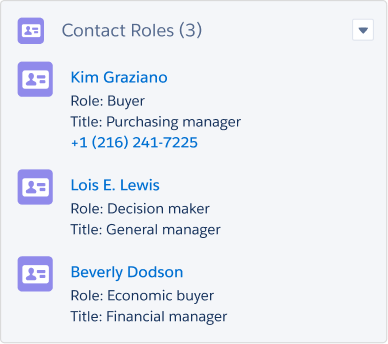 Contact Roles (3)
Kim Graziano
Role: Buyer
Title: Purchasing manager
+1 (216) 241-7225
Lois E. Lewis
Role: Decision maker
Title: General manager
Beverly Dodson
Role: Economic buyer
Title: Financial manager